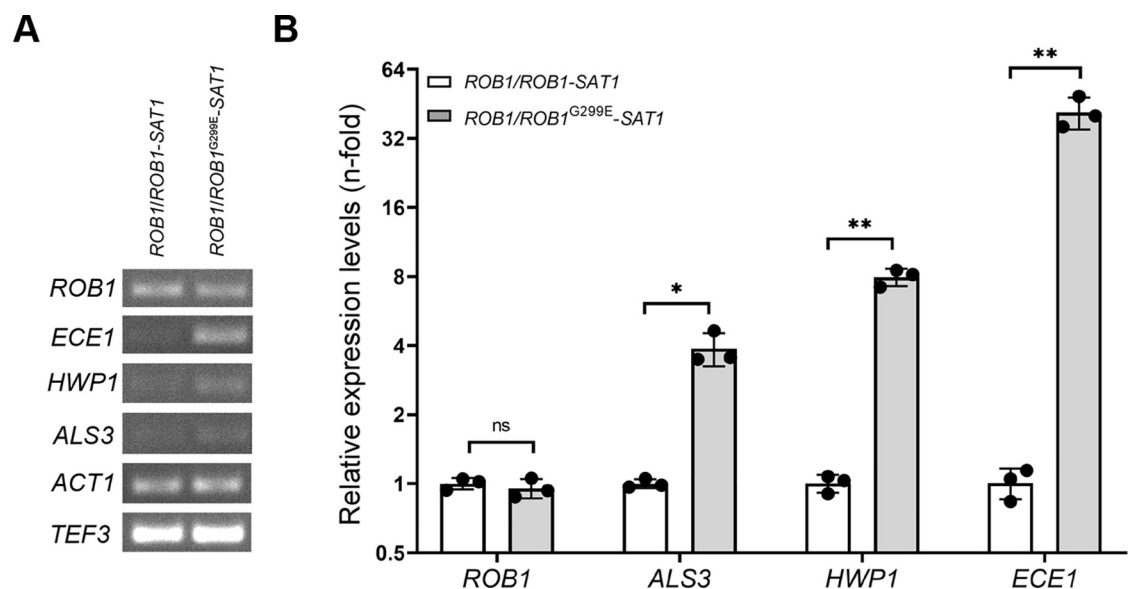 A
B
ROB1/ROB1-SAT1
ROB1/ROB1G299E-SAT1
ROB1
ECE1
HWP1
ALS3
ACT1
TEF3
Relative expression levels (n-fold)
64
32
16
8
4
2
1
0.5
ROB1/ROB1-SAT1
ROB1/ROB1G299E-SAT1
ns
*
**
**
ROB1
ALS3
HWP1
ECE1